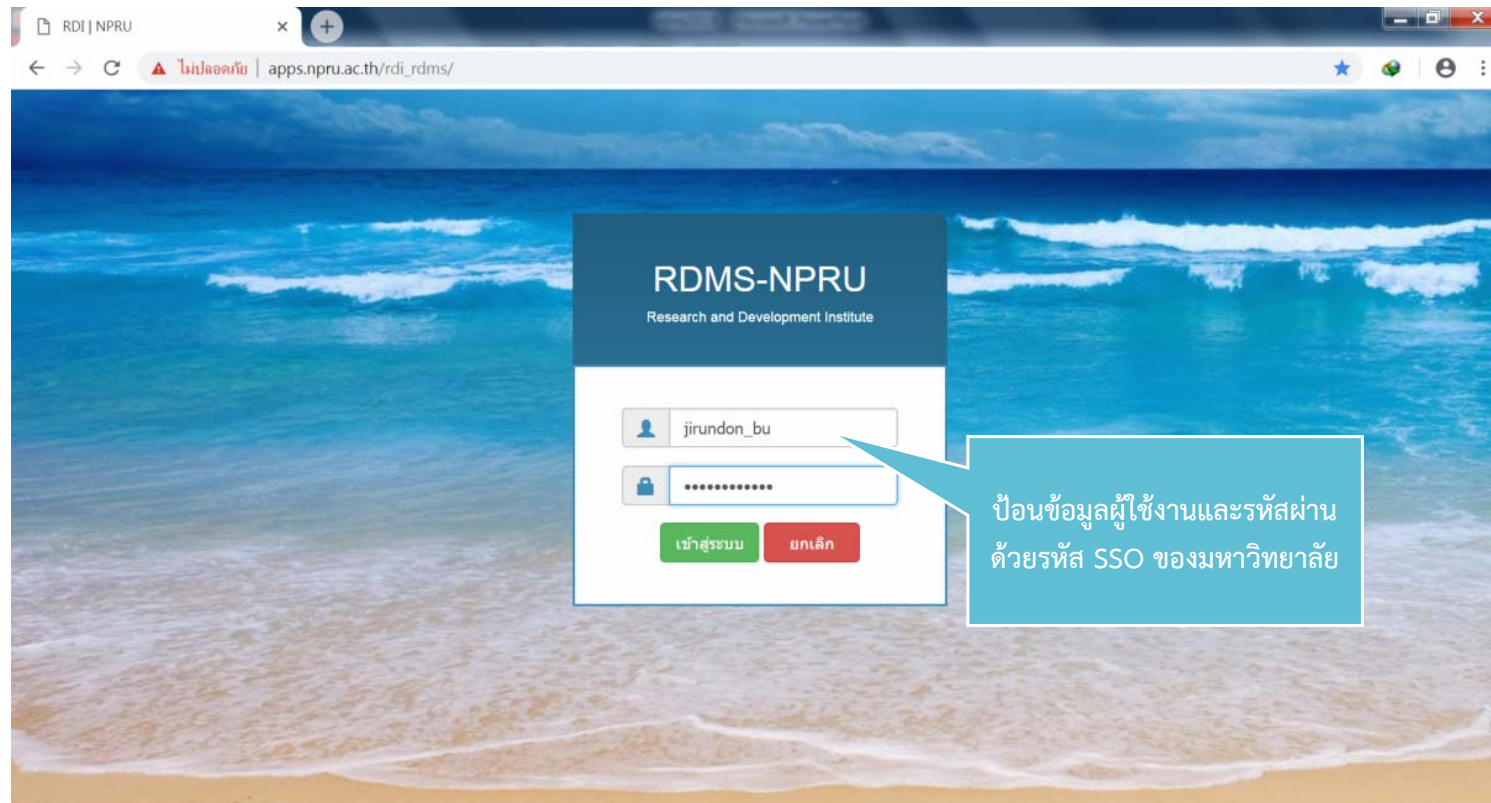 RDI | NPRU
ไม่ปลอดภัย | apps.npru.ac.th/rdi_rdms/
RDMS-NPRU
Research and Development Institute
jirundon_bu
••••••••••••
เข้าสู่ระบบ ยกเลิก
ป้อนข้อมูลผู้ใช้งานและรหัสผ่าน
ด้วยรหัส SSO ของมหาวิทยาลัย